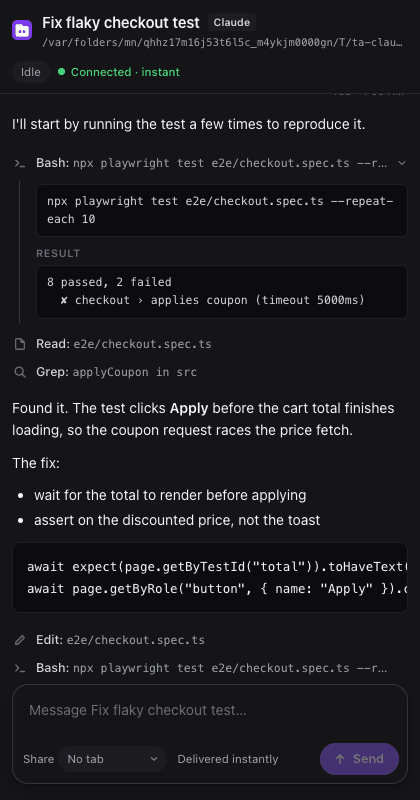 Fix flaky checkout test Claude
/var/folders/mn/qhhz17m16j53t6l5c_m4ykjm0000gn/T/ta-clau…
Idle Connected · instant
I'll start by running the test a few times to reproduce it.
Bash: npx playwright test e2e/checkout.spec.ts --r…
npx playwright test e2e/checkout.spec.ts --repeat-
each 10
RESULT
8 passed, 2 failed
✘ checkout › applies coupon (timeout 5000ms)
Read: e2e/checkout.spec.ts
Grep: applyCoupon in src
Found it. The test clicks Apply before the cart total finishes
loading, so the coupon request races the price fetch.
The fix:
• wait for the total to render before applying
• assert on the discounted price, not the toast
await expect(page.getByTestId("total")).toHaveText(
await page.getByRole("button", { name: "Apply" }).c
Edit: e2e/checkout.spec.ts
Bash: npx playwright test e2e/checkout.spec.ts --r…
Message Fix flaky checkout test…
Share No tab Delivered instantly Send